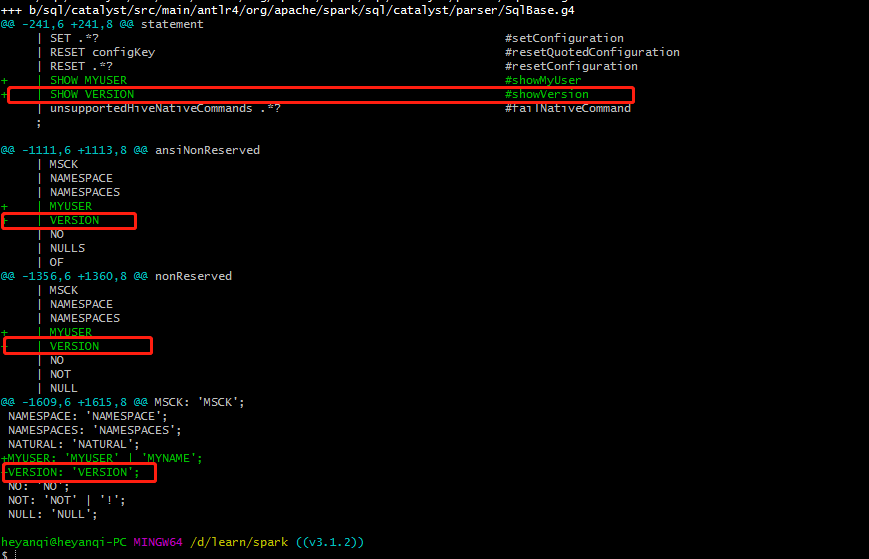 +++ b/sql/catalyst/src/main/antlr4/org/apache/spark/sql/catalyst/parser/SqlBase.g4
@@ -241,6 +241,8 @@ statement
     | SET .*?                                                          #setConfiguration
     | RESET configKey                                                  #resetQuotedConfiguration
     | RESET .*?                                                        #resetConfiguration
+    | SHOW MYUSER                                                      #showMyUser
+    | SHOW VERSION                                                     #showVersion
     | unsupportedHiveNativeCommands .*?                                #failNativeCommand
     ;
@@ -1111,6 +1113,8 @@ ansiNonReserved
     | MSCK
     | NAMESPACE
     | NAMESPACES
+    | MYUSER
+    | VERSION
     | NO
     | NULLS
     | OF
@@ -1356,6 +1360,8 @@ nonReserved
     | MSCK
     | NAMESPACE
     | NAMESPACES
+    | MYUSER
+    | VERSION
     | NO
     | NOT
     | NULL
@@ -1609,6 +1615,8 @@ MSCK: 'MSCK';
 NAMESPACE: 'NAMESPACE';
 NAMESPACES: 'NAMESPACES';
 NATURAL: 'NATURAL';
+MYUSER: 'MYUSER' | 'MYNAME';
+VERSION: 'VERSION';
 NO: 'NO';
 NOT: 'NOT' | '!';
 NULL: 'NULL';
heyanqi@heyanqi-PC MINGW64 /d/learn/spark ((v3.1.2))
$